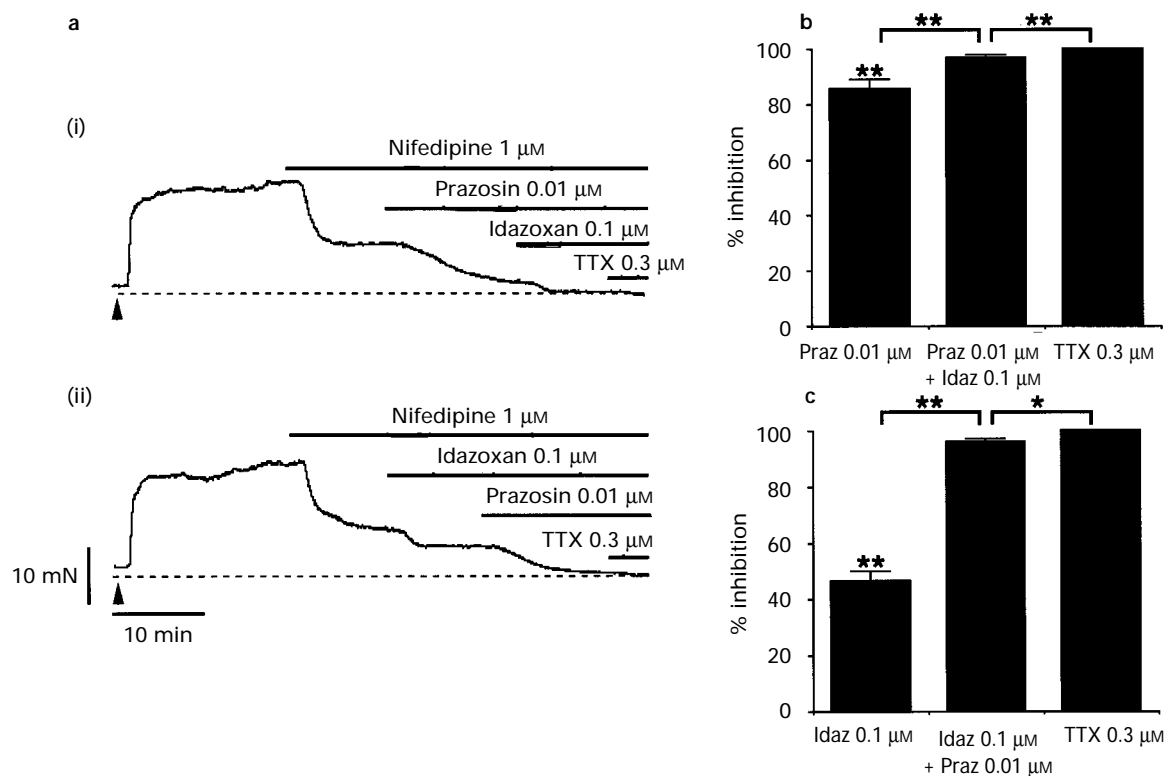 a
(i)
Nifedipine 1 μM
Prazosin 0.01 μM
Idazoxan 0.1 μM
TTX 0.3 μM
(ii)
Nifedipine 1 μM
Idazoxan 0.1 μM
Prazosin 0.01 μM
TTX 0.3 μM
10 mN
10 min
b
**
**
**
100
80
60
40
20
0
% inhibition
Praz 0.01 μM
Praz 0.01 μM
+ Idaz 0.1 μM
TTX 0.3 μM
c
**
*
**
100
80
60
40
20
0
% inhibition
Idaz 0.1 μM
Idaz 0.1 μM
+ Praz 0.01 μM
TTX 0.3 μM